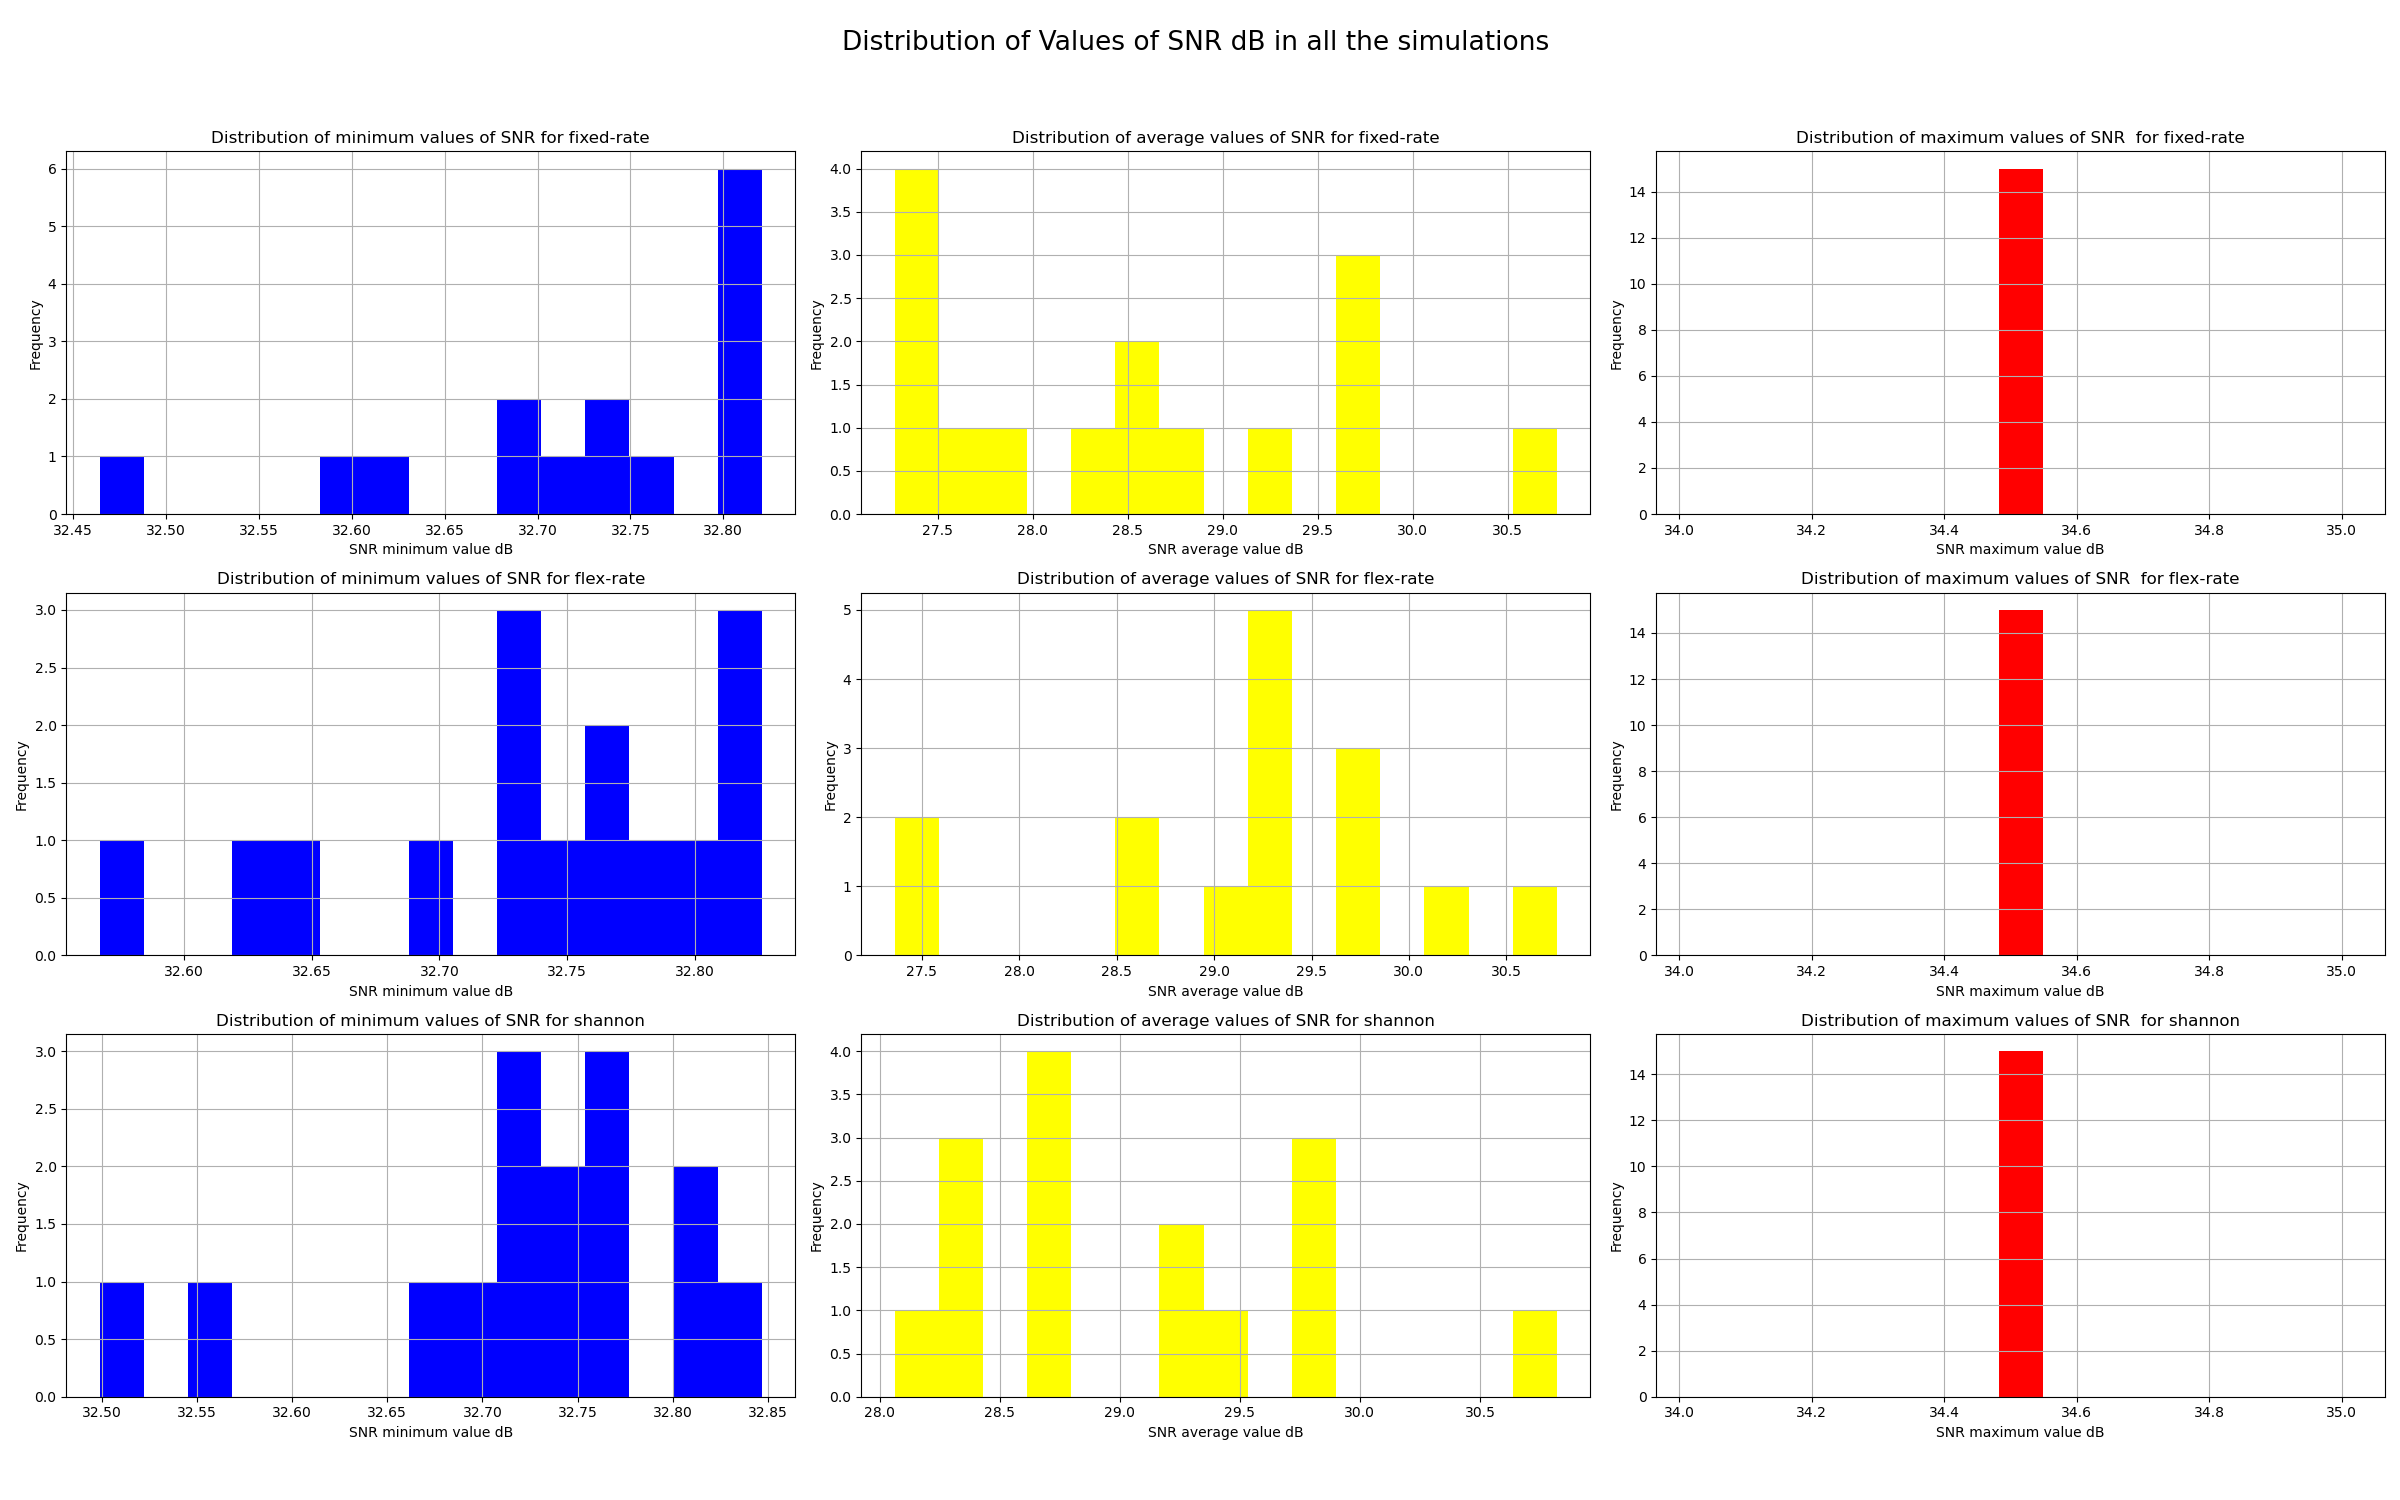 Distribution of Values of SNR dB in all the simulations
Distribution of minimum values of SNR for fixed-rate
Frequency
6
5
4
3
2
1
0
32.45 32.50 32.55 32.60 32.65 32.70 32.75 32.80
SNR minimum value dB
Distribution of average values of SNR for fixed-rate
Frequency
4.0
3.5
3.0
2.5
2.0
1.5
1.0
0.5
0.0
27.5 28.0 28.5 29.0 29.5 30.0 30.5
SNR average value dB
Distribution of maximum values of SNR  for fixed-rate
Frequency
14
12
10
8
6
4
2
0
34.0 34.2 34.4 34.6 34.8 35.0
SNR maximum value dB
Distribution of minimum values of SNR for flex-rate
Frequency
3.0
2.5
2.0
1.5
1.0
0.5
0.0
32.60 32.65 32.70 32.75 32.80
SNR minimum value dB
Distribution of average values of SNR for flex-rate
Frequency
5
4
3
2
1
0
27.5 28.0 28.5 29.0 29.5 30.0 30.5
SNR average value dB
Distribution of maximum values of SNR  for flex-rate
Frequency
14
12
10
8
6
4
2
0
34.0 34.2 34.4 34.6 34.8 35.0
SNR maximum value dB
Distribution of minimum values of SNR for shannon
Frequency
3.0
2.5
2.0
1.5
1.0
0.5
0.0
32.50 32.55 32.60 32.65 32.70 32.75 32.80 32.85
SNR minimum value dB
Distribution of average values of SNR for shannon
Frequency
4.0
3.5
3.0
2.5
2.0
1.5
1.0
0.5
0.0
28.0 28.5 29.0 29.5 30.0 30.5
SNR average value dB
Distribution of maximum values of SNR  for shannon
Frequency
14
12
10
8
6
4
2
0
34.0 34.2 34.4 34.6 34.8 35.0
SNR maximum value dB